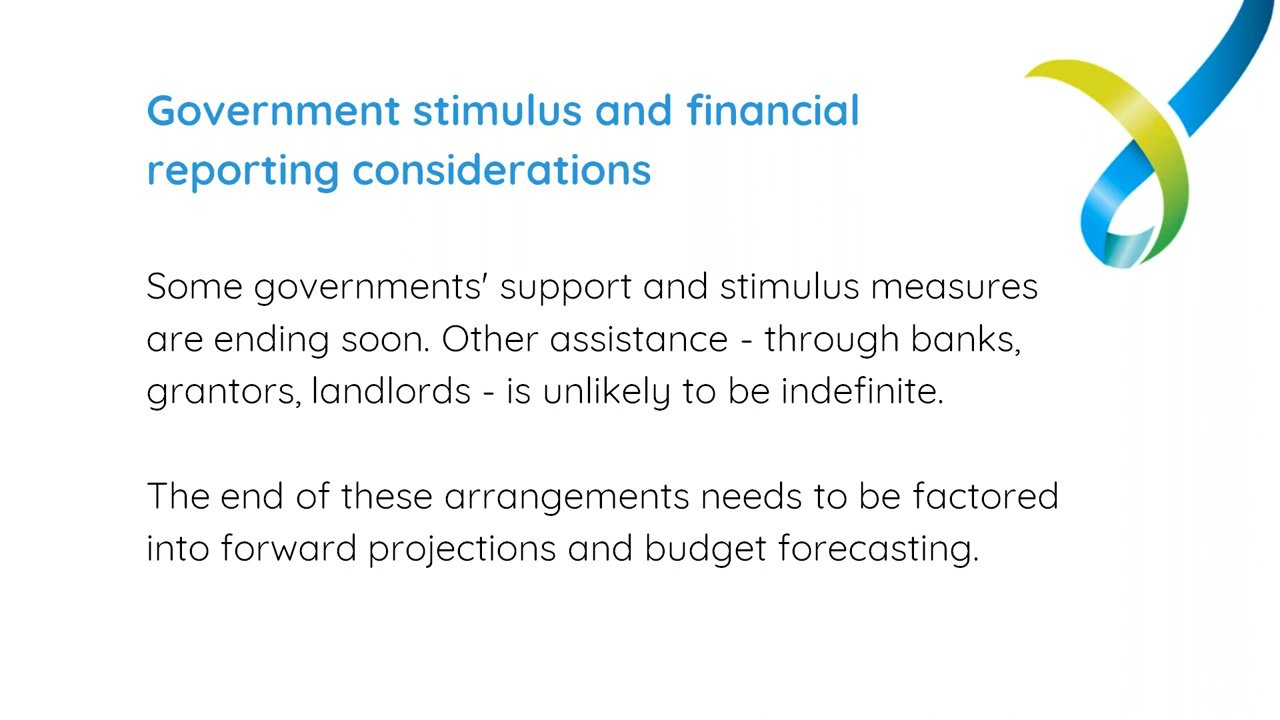 Government stimulus and financial
reporting considerations
Some governments' support and stimulus measures
are ending soon. Other assistance - through banks,
grantors, landlords - is unlikely to be indefinite.
The end of these arrangements needs to be factored
into forward projections and budget forecasting.